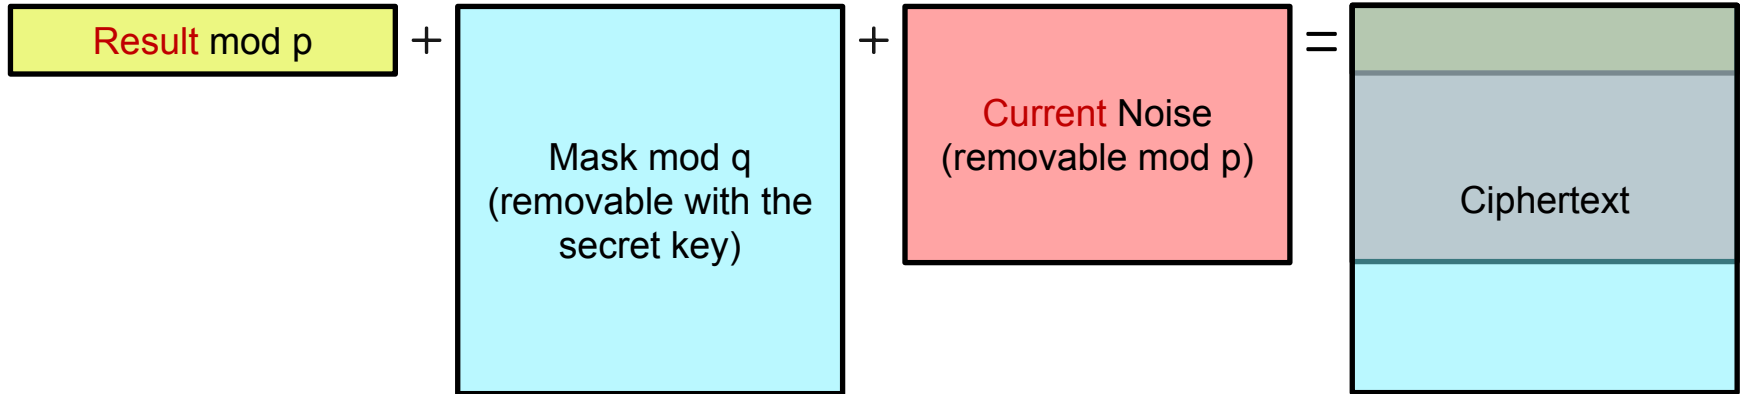 Result mod p
+
Mask mod q
(removable with the
secret key)
+
Current Noise
(removable mod p)
=
Ciphertext